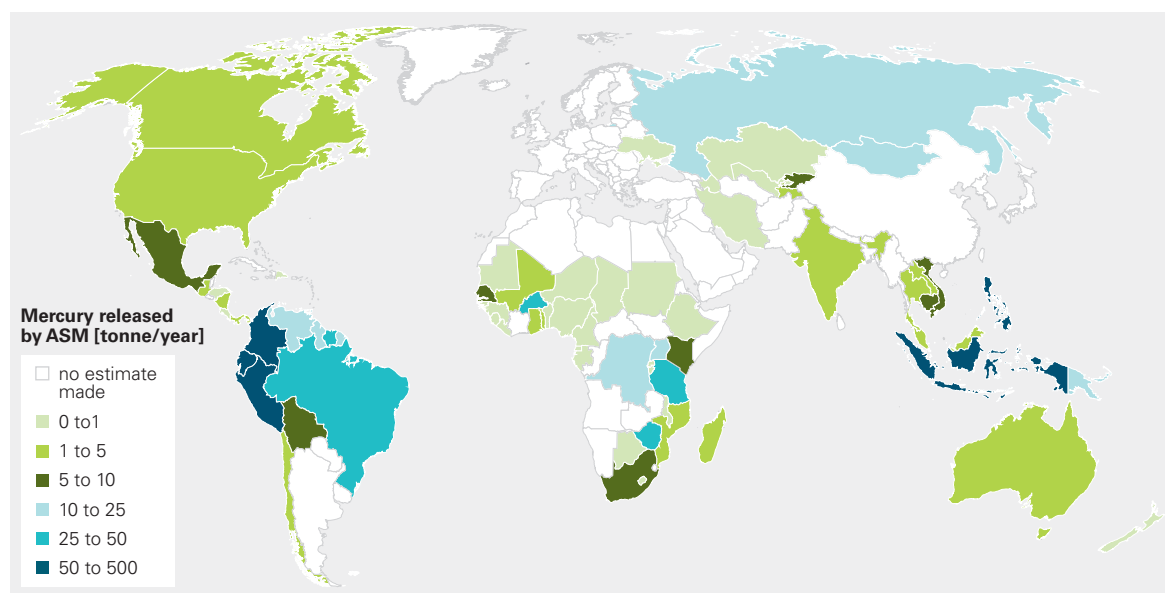 Mercury released
by ASM [tonne/year]
no estimate
made
0 to1
1 to 5
5 to 10
10 to 25
25 to 50
50 to 500